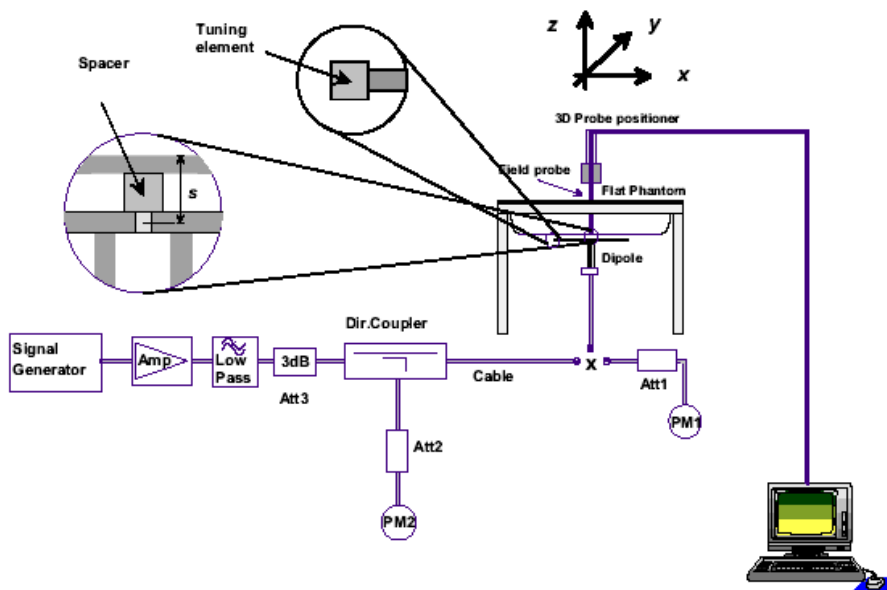 Tuning
element
Spacer
z
y
x
3D Probe positioner
Field probe
s
Flat Phantom
Dipole
Dir.Coupler
Signal
Generator
Amp
Low
Pass
3dB
Att3
Cable
x
Att1
PM1
Att2
PM2